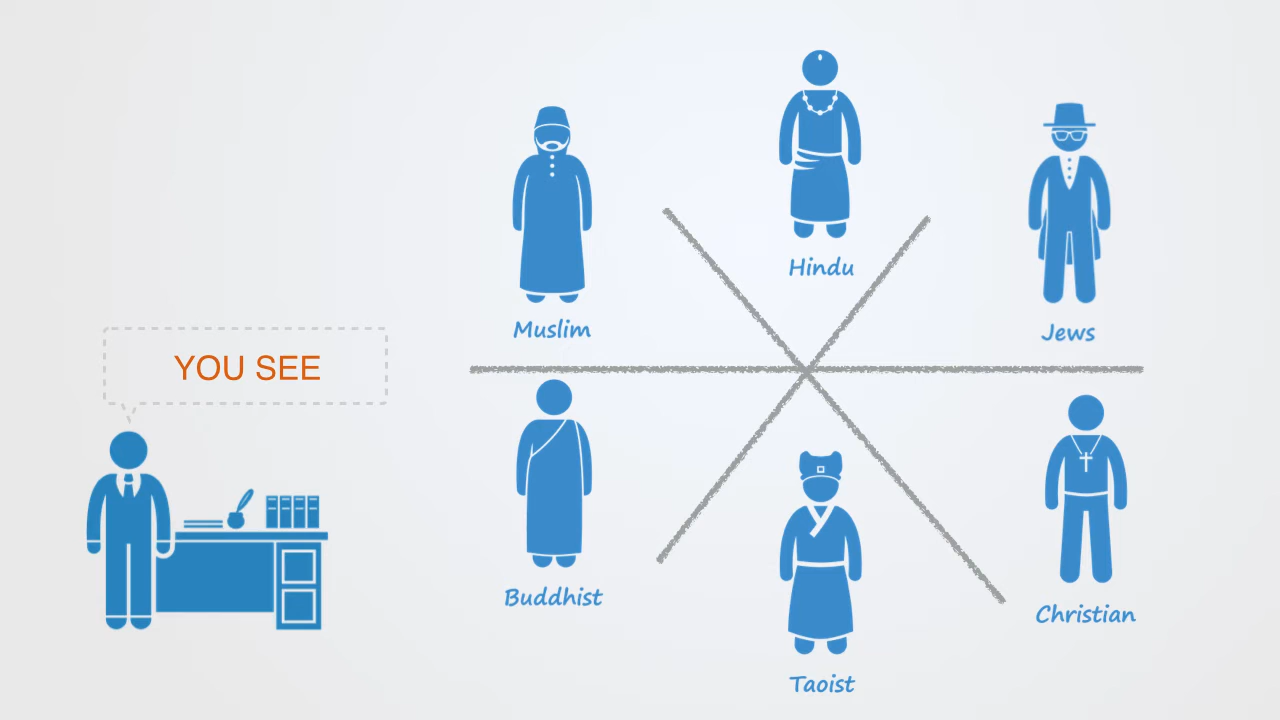 Hindu
Muslim
Jews
YOU SEE
Buddhist
Christian
Taoist